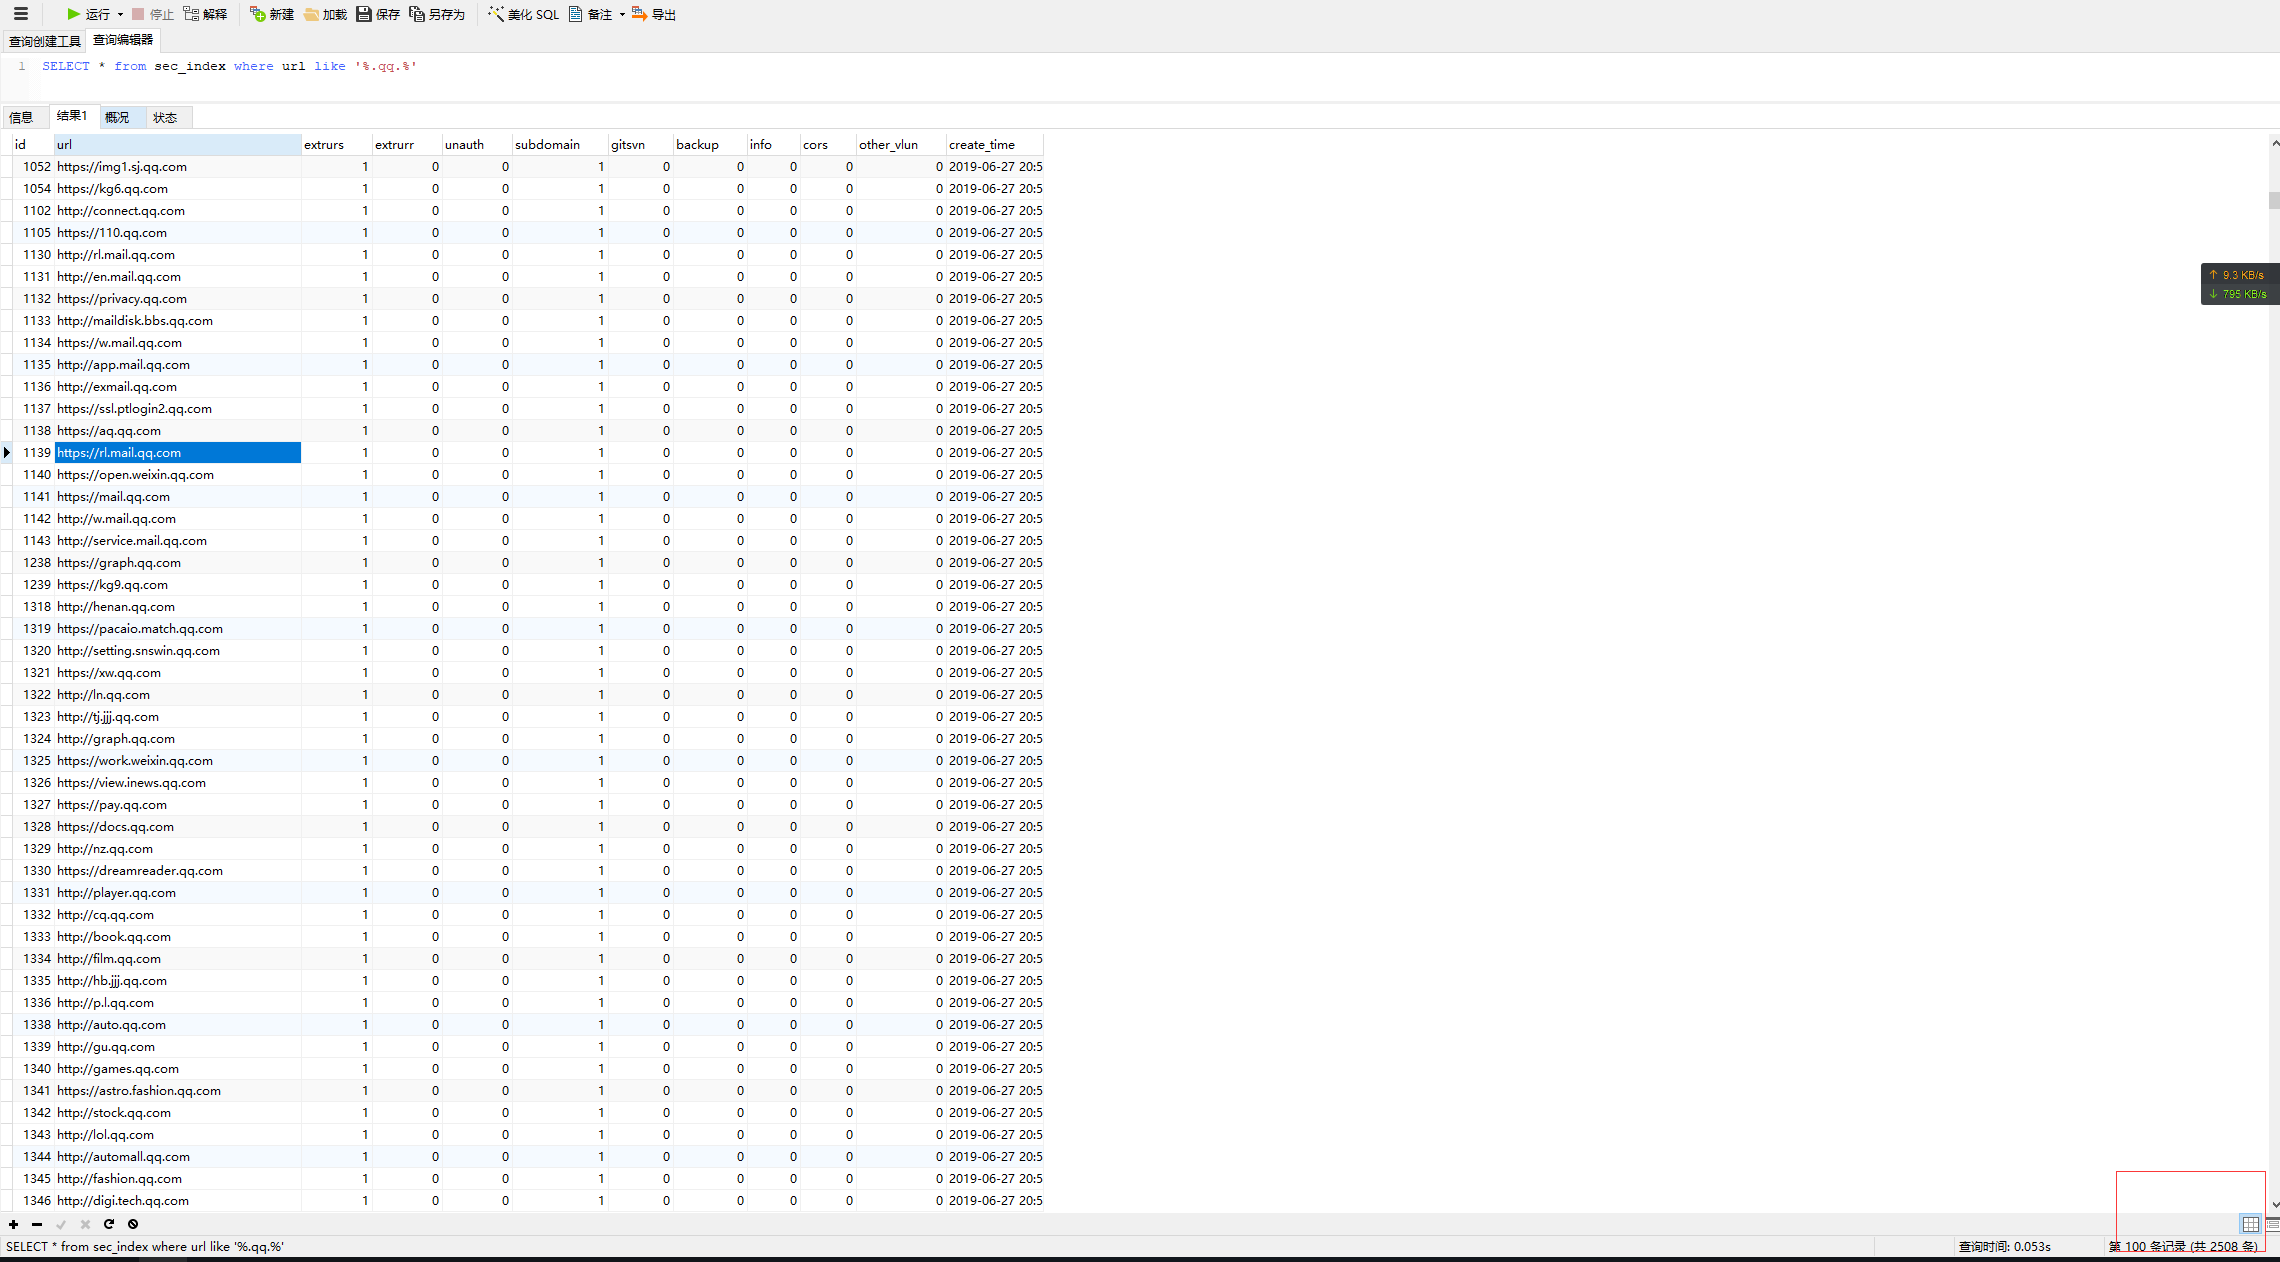 运行 停止 解释 新建 加载 保存 另存为 美化 SQL 备注 导出
查询创建工具 查询编辑器
1 SELECT * from sec_index where url like '%.qq.%'
信息 结果1 概况 状态
id url extrurs extrurr unauth subdomain gitsvn backup info cors other_vlun create_time
1052 https://img1.sj.qq.com 1 0 0 1 0 0 0 0 0 2019-06-27 20:5
1054 https://kg6.qq.com 1 0 0 1 0 0 0 0 0 2019-06-27 20:5
1102 http://connect.qq.com 1 0 0 1 0 0 0 0 0 2019-06-27 20:5
1105 https://110.qq.com 1 0 0 1 0 0 0 0 0 2019-06-27 20:5
1130 http://rl.mail.qq.com 1 0 0 1 0 0 0 0 0 2019-06-27 20:5
1131 http://en.mail.qq.com 1 0 0 1 0 0 0 0 0 2019-06-27 20:5
↑ 9.3 KB/s
1132 https://privacy.qq.com 1 0 0 1 0 0 0 0 0 2019-06-27 20:5
↓ 795 KB/s
1133 http://maildisk.bbs.qq.com 1 0 0 1 0 0 0 0 0 2019-06-27 20:5
1134 https://w.mail.qq.com 1 0 0 1 0 0 0 0 0 2019-06-27 20:5
1135 http://app.mail.qq.com 1 0 0 1 0 0 0 0 0 2019-06-27 20:5
1136 http://exmail.qq.com 1 0 0 1 0 0 0 0 0 2019-06-27 20:5
1137 https://ssl.ptlogin2.qq.com 1 0 0 1 0 0 0 0 0 2019-06-27 20:5
1138 https://aq.qq.com 1 0 0 1 0 0 0 0 0 2019-06-27 20:5
1139 https://rl.mail.qq.com 1 0 0 1 0 0 0 0 0 2019-06-27 20:5
1140 https://open.weixin.qq.com 1 0 0 1 0 0 0 0 0 2019-06-27 20:5
1141 https://mail.qq.com 1 0 0 1 0 0 0 0 0 2019-06-27 20:5
1142 http://w.mail.qq.com 1 0 0 1 0 0 0 0 0 2019-06-27 20:5
1143 http://service.mail.qq.com 1 0 0 1 0 0 0 0 0 2019-06-27 20:5
1238 https://graph.qq.com 1 0 0 1 0 0 0 0 0 2019-06-27 20:5
1239 https://kg9.qq.com 1 0 0 1 0 0 0 0 0 2019-06-27 20:5
1318 http://henan.qq.com 1 0 0 1 0 0 0 0 0 2019-06-27 20:5
1319 https://pacaio.match.qq.com 1 0 0 1 0 0 0 0 0 2019-06-27 20:5
1320 http://setting.snswin.qq.com 1 0 0 1 0 0 0 0 0 2019-06-27 20:5
1321 https://xw.qq.com 1 0 0 1 0 0 0 0 0 2019-06-27 20:5
1322 http://ln.qq.com 1 0 0 1 0 0 0 0 0 2019-06-27 20:5
1323 http://tj.jjj.qq.com 1 0 0 1 0 0 0 0 0 2019-06-27 20:5
1324 http://graph.qq.com 1 0 0 1 0 0 0 0 0 2019-06-27 20:5
1325 https://work.weixin.qq.com 1 0 0 1 0 0 0 0 0 2019-06-27 20:5
1326 https://view.inews.qq.com 1 0 0 1 0 0 0 0 0 2019-06-27 20:5
1327 https://pay.qq.com 1 0 0 1 0 0 0 0 0 2019-06-27 20:5
1328 https://docs.qq.com 1 0 0 1 0 0 0 0 0 2019-06-27 20:5
1329 http://nz.qq.com 1 0 0 1 0 0 0 0 0 2019-06-27 20:5
1330 https://dreamreader.qq.com 1 0 0 1 0 0 0 0 0 2019-06-27 20:5
1331 http://player.qq.com 1 0 0 1 0 0 0 0 0 2019-06-27 20:5
1332 http://cq.qq.com 1 0 0 1 0 0 0 0 0 2019-06-27 20:5
1333 http://book.qq.com 1 0 0 1 0 0 0 0 0 2019-06-27 20:5
1334 http://film.qq.com 1 0 0 1 0 0 0 0 0 2019-06-27 20:5
1335 http://hb.jjj.qq.com 1 0 0 1 0 0 0 0 0 2019-06-27 20:5
1336 http://p.l.qq.com 1 0 0 1 0 0 0 0 0 2019-06-27 20:5
1338 http://auto.qq.com 1 0 0 1 0 0 0 0 0 2019-06-27 20:5
1339 http://gu.qq.com 1 0 0 1 0 0 0 0 0 2019-06-27 20:5
1340 http://games.qq.com 1 0 0 1 0 0 0 0 0 2019-06-27 20:5
1341 https://astro.fashion.qq.com 1 0 0 1 0 0 0 0 0 2019-06-27 20:5
1342 http://stock.qq.com 1 0 0 1 0 0 0 0 0 2019-06-27 20:5
1343 http://lol.qq.com 1 0 0 1 0 0 0 0 0 2019-06-27 20:5
1344 http://automall.qq.com 1 0 0 1 0 0 0 0 0 2019-06-27 20:5
1345 http://fashion.qq.com 1 0 0 1 0 0 0 0 0 2019-06-27 20:5
1346 http://digi.tech.qq.com 1 0 0 1 0 0 0 0 0 2019-06-27 20:5
SELECT * from sec_index where url like '%.qq.%' 查询时间: 0.053s 第 100 条记录 (共 2508 条)